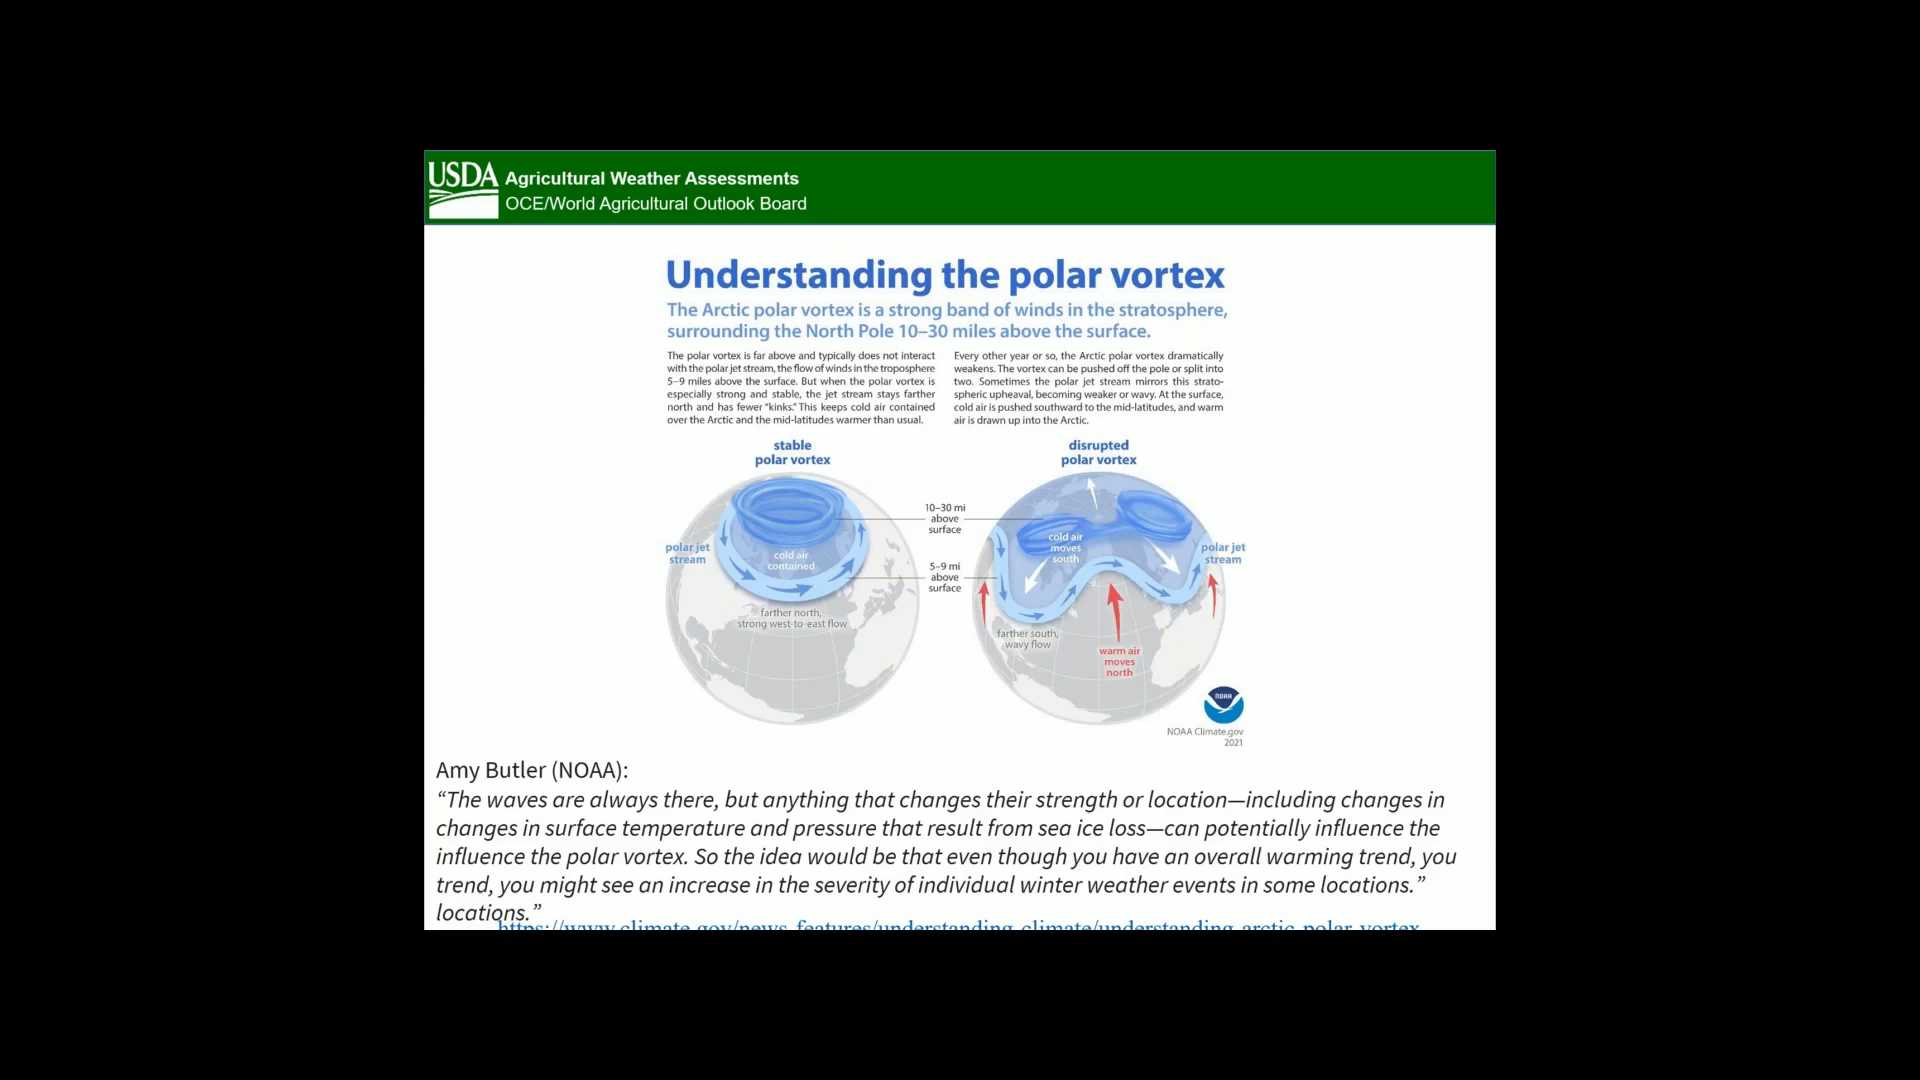 USDA
Agricultural Weather Assessments
OCE/World Agricultural Outlook Board
Understanding the polar vortex
The Arctic polar vortex is a strong band of winds in the stratosphere,
surrounding the North Pole 10–30 miles above the surface.
The polar vortex is far above and typically does not interact
with the polar jet stream, the flow of winds in the troposphere
5–9 miles above the surface. But when the polar vortex is
especially strong and stable, the jet stream stays farther
north and has fewer “kinks.” This keeps cold air contained
over the Arctic and the mid-latitudes warmer than usual.
Every other year or so, the Arctic polar vortex dramatically
weakens. The vortex can be pushed off the pole or split into
two. Sometimes the polar jet stream mirrors this strato-
spheric upheaval, becoming weaker or wavy. At the surface,
cold air is pushed southward to the mid-latitudes, and warm
air is drawn up into the Arctic.
stable
polar vortex
polar jet
stream
cold air
contained
farther north,
strong west-to-east flow
10–30 mi
above
surface
5–9 mi
above
surface
disrupted
polar vortex
cold air
moves
south
polar jet
stream
farther south,
wavy flow
warm air
moves
north
NOAA
NOAA Climate.gov
2021
Amy Butler (NOAA):
“The waves are always there, but anything that changes their strength or location—including changes in
changes in surface temperature and pressure that result from sea ice loss—can potentially influence the
influence the polar vortex. So the idea would be that even though you have an overall warming trend, you
trend, you might see an increase in the severity of individual winter weather events in some locations.”
locations.”
https://www.climate.gov/news-features/understanding-climate/understanding-arctic-polar-vortex